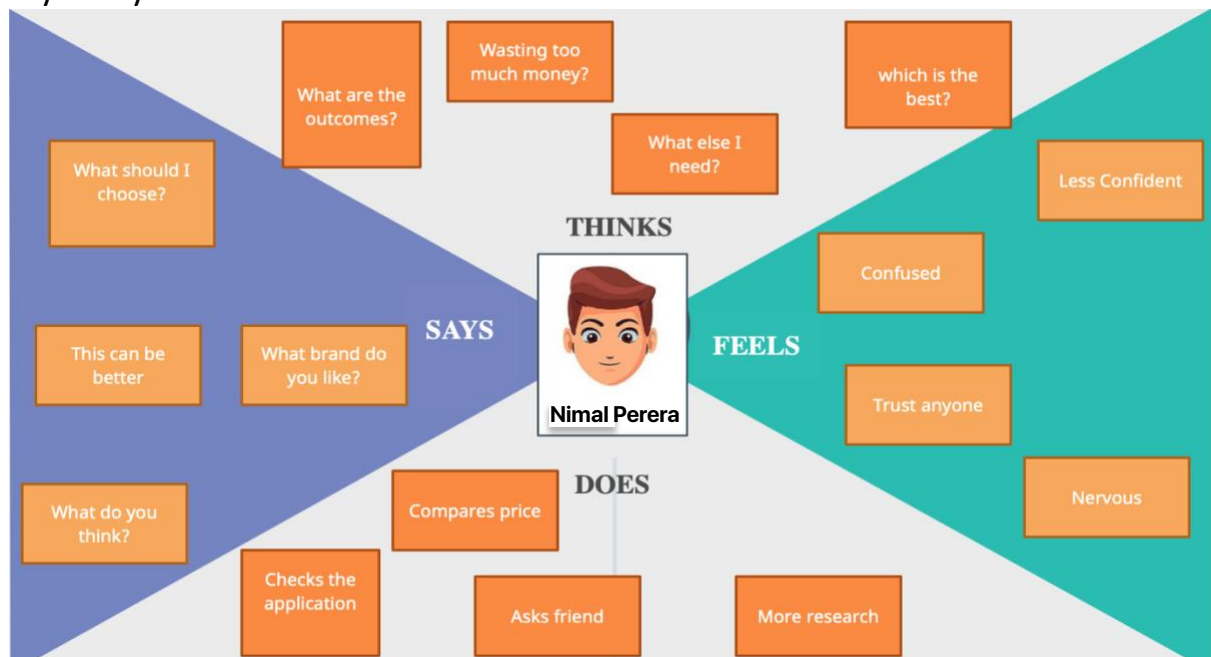 What are the
outcomes?
Wasting too
much money?
What else I
need?
which is the
best?
THINKS
What should I
choose?
This can be
better
What brand do
you like?
What do you
think?
SAYS
Nimal Perera
FEELS
Less Confident
Confused
Trust anyone
Nervous
DOES
Compares price
Checks the
application
Asks friend
More research